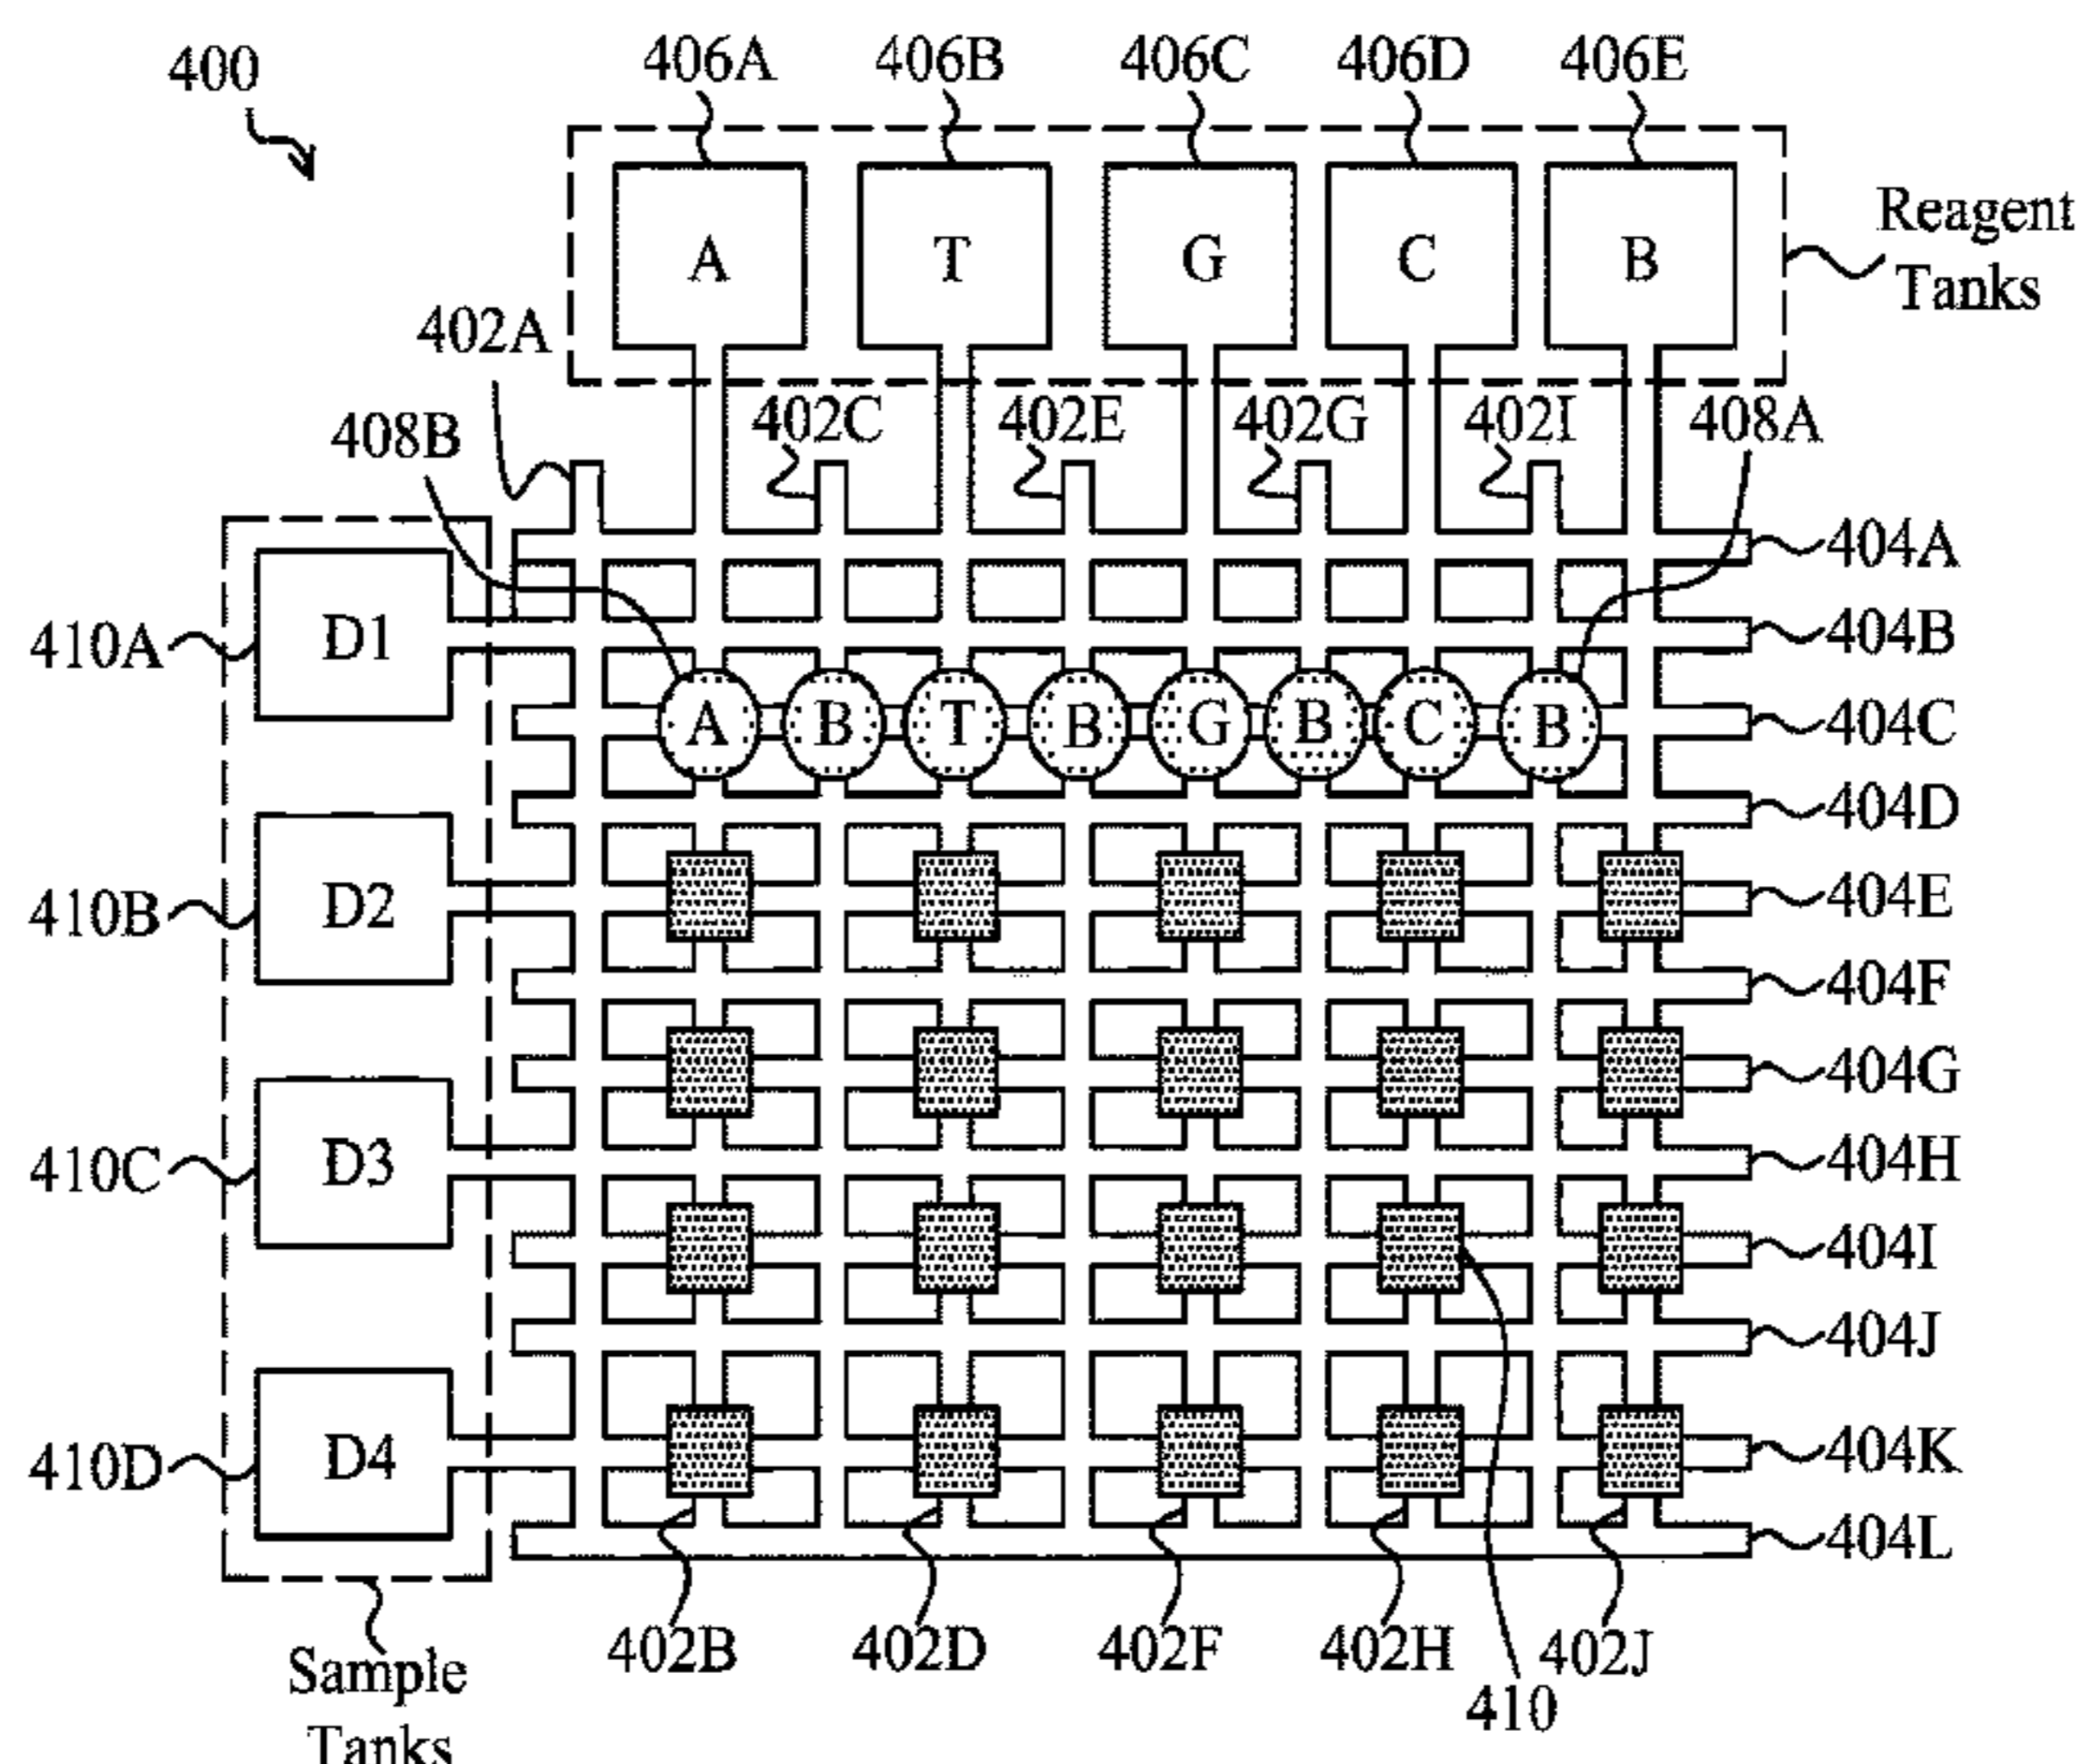 400
406A 406B 406C 406D 406E
A T G C B
Reagent
Tanks
402A
402C 402E 402G 402I 408A
408B
404A
D1
410A
404B
A B T B G B C B
404C
404D
D2
410B
404E
404F
404G
D3
410C
404H
404I
404J
D4
410D
404K
404L
402B 402D 402F 402H 402J
Sample
Tanks
410